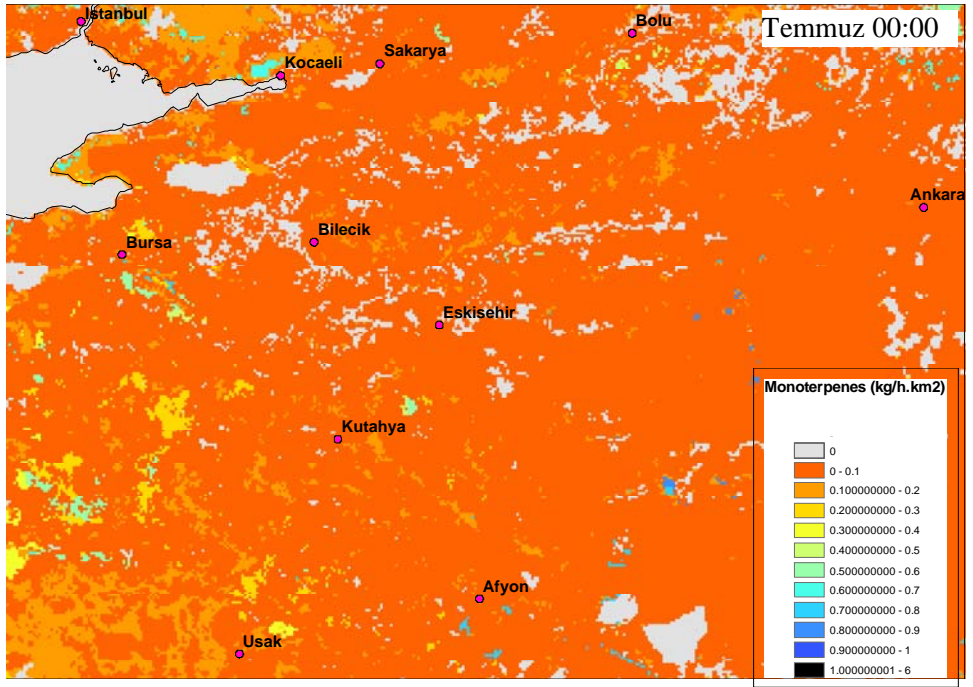 Istanbul
Bolu
Temmuz 00:00
Sakarya
Kocaeli
Ankara
Bilecik
Bursa
Eskisehir
Kutahya
Afyon
Usak
Monoterpenes (kg/h.km2)
0
0 - 0.1
0.100000000 - 0.2
0.200000000 - 0.3
0.300000000 - 0.4
0.400000000 - 0.5
0.500000000 - 0.6
0.600000000 - 0.7
0.700000000 - 0.8
0.800000000 - 0.9
0.900000000 - 1
1.000000001 - 6